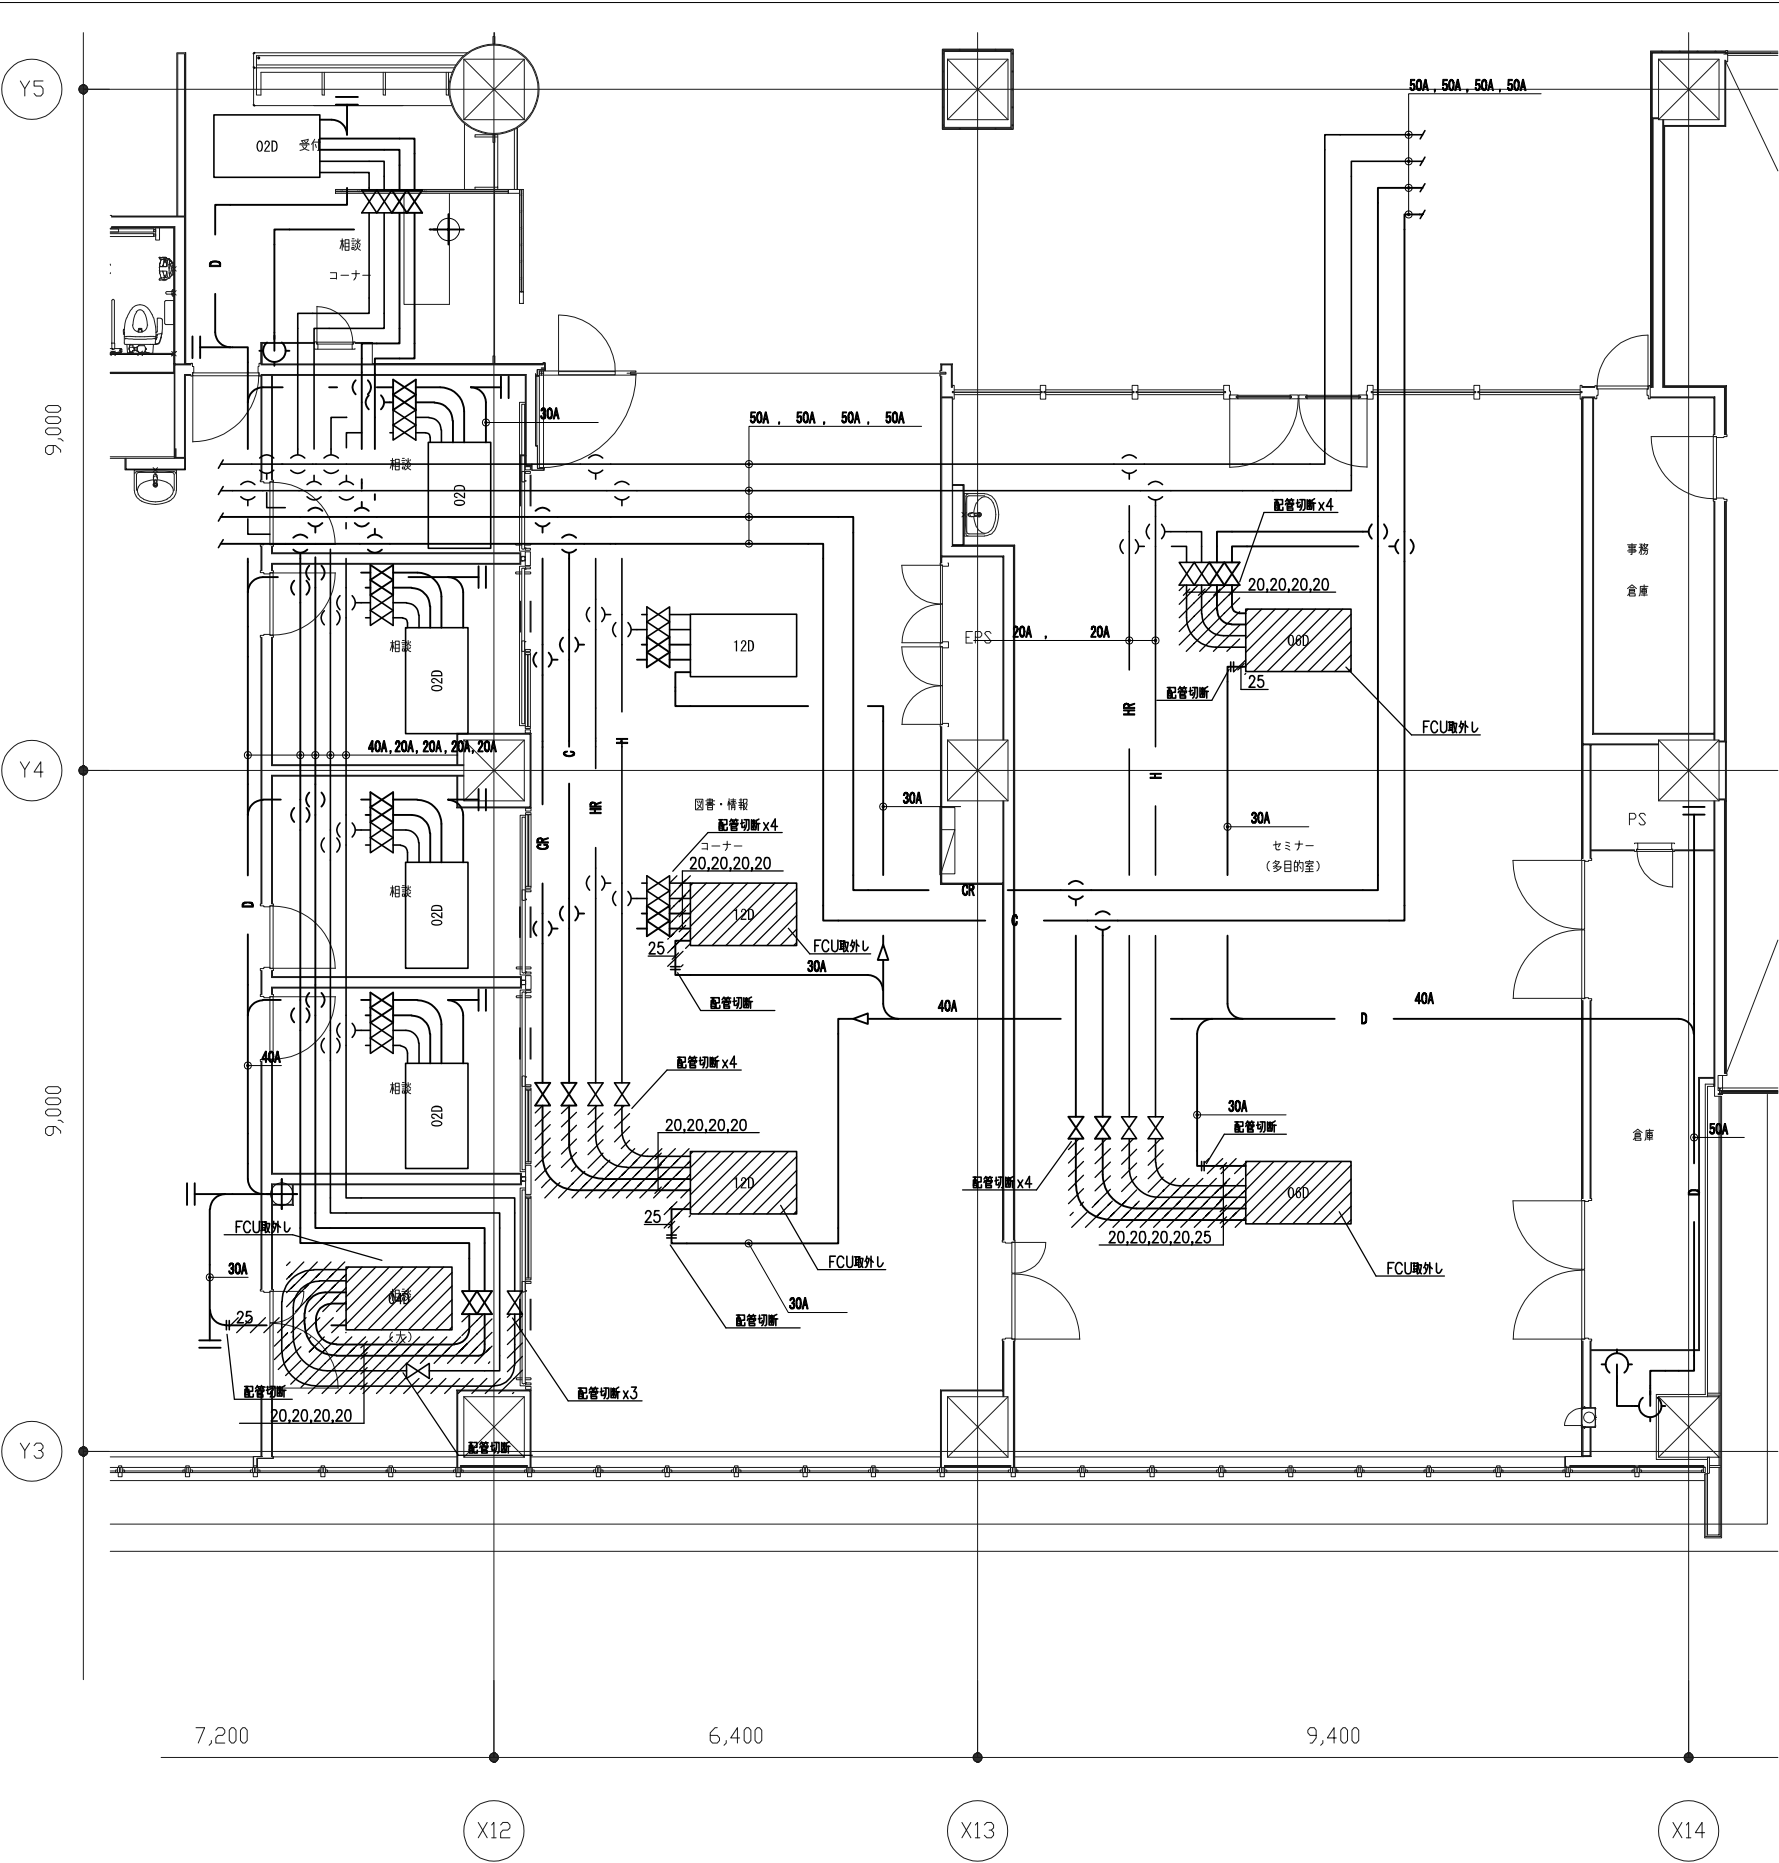 Y5
50A , 50A , 50A , 50A
02D
受付
相談
コーナー
D
9,000
30A
50A , 50A , 50A , 50A
相談
02D
配管切断x4
事務
倉庫
20,20,20,20
相談
02D
12D
EPS
20A , 20A
06D
配管切断
25
HR
FCU取外し
40A, 20A, 20A, 20A, 20A
C
H
Y4
H
30A
図書・情報
HR
配管切断x4
コーナー
20,20,20,20
CR
30A
セミナー
(多目的室)
PS
相談
02D
D
12D
CR
C
25
FCU取外し
30A
配管切断
40A
D
40A
40A
配管切断x4
相談
02D
9,000
20,20,20,20
30A
配管切断
倉庫
50A
12D
配管切断x4
06D
D
25
FCU取外し
20,20,20,20,25
FCU取外し
FCU取外し
30A
相談
(大)
25
30A
配管切断
配管切断
配管切断x3
20,20,20,20
配管切断
Y3
7,200
6,400
9,400
X12
X13
X14